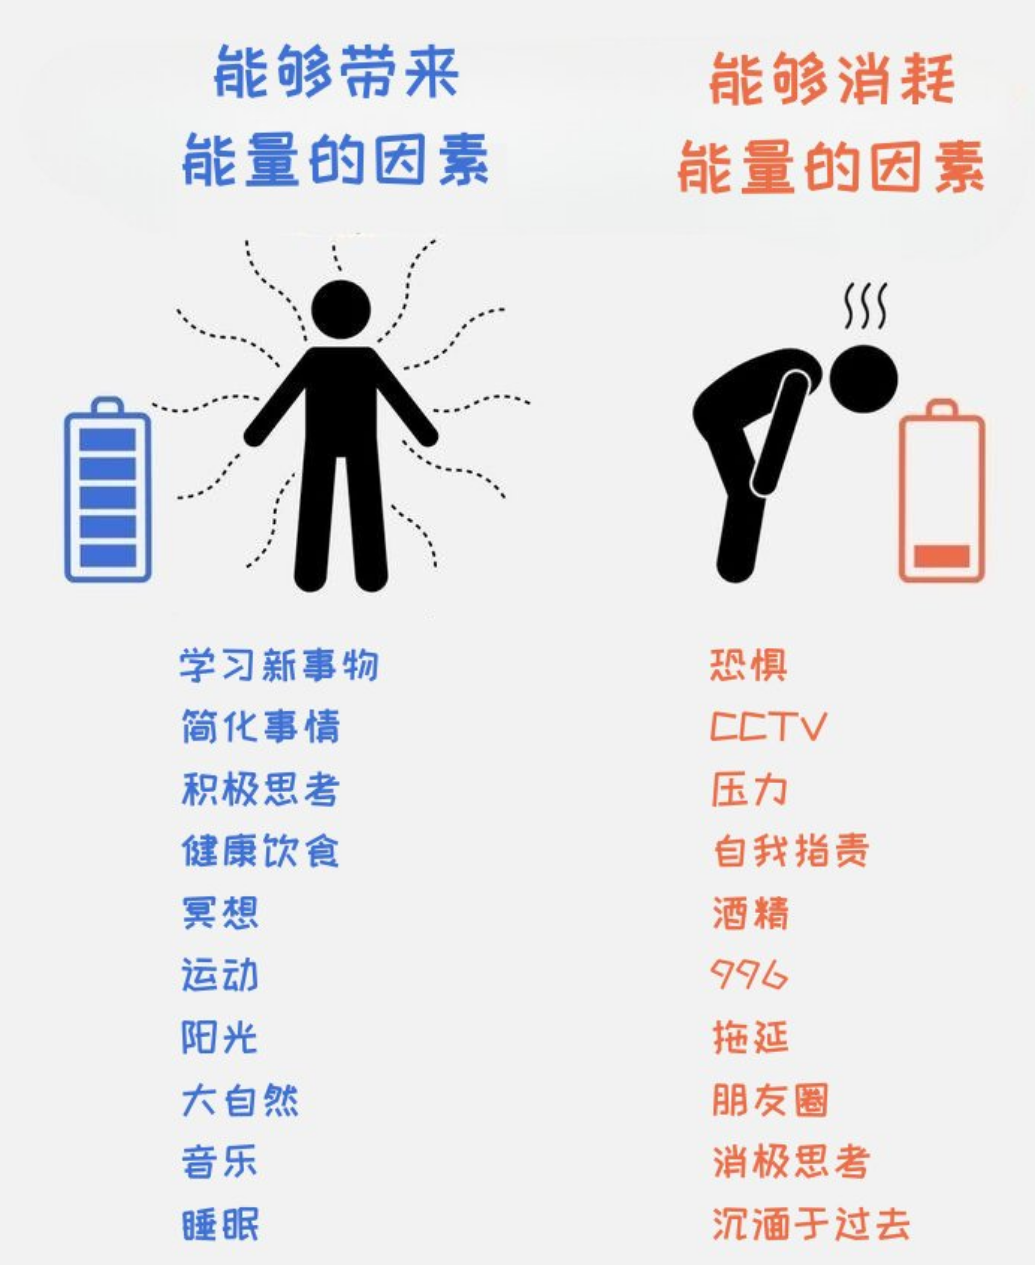 能够带来
能量的因素
能够消耗
能量的因素
学习新事物
简化事情
积极思考
健康饮食
冥想
运动
阳光
大自然
音乐
睡眠
恐惧
CCTV
压力
自我指责
酒精
996
拖延
朋友圈
消极思考
沉湎于过去